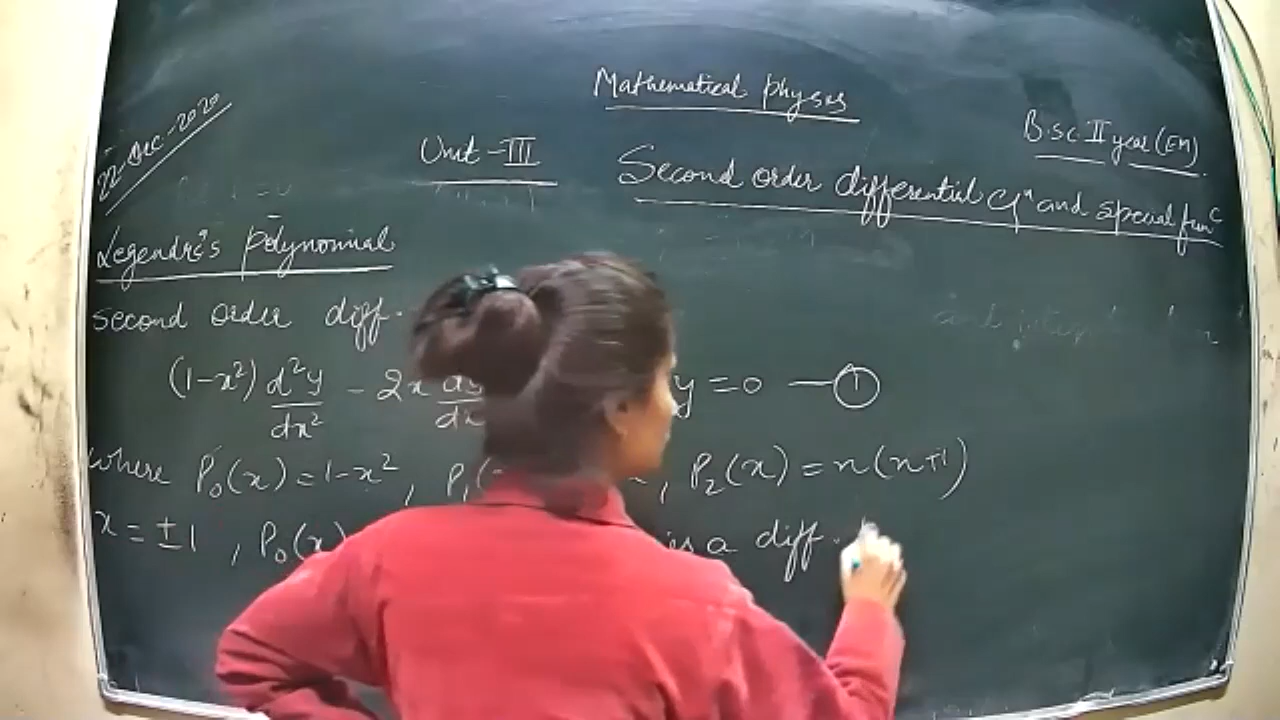 Mathematical physics
22-Dec-2020
Unit-III
B.Sc II year (EM)
Second order differential Eqⁿ and special funᶜ
Legendre's polynomial
second order diff.
(1-x²) d²y/dx² - 2x dy/dx y = 0 — ①
where P₀(x) = 1-x², P₁( , P₂(x) = n(n+1)
x = ±1, P₀(x) is a diff.